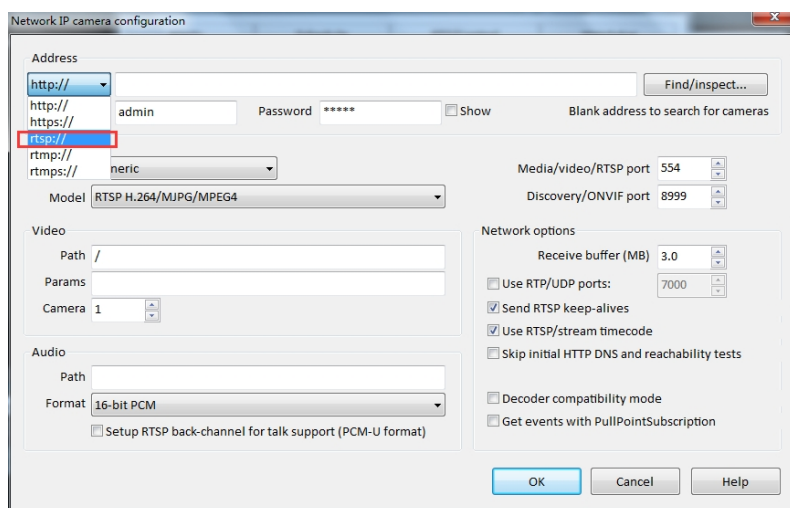 Network IP camera configuration
Address
http://
Find/inspect...
http://
https://
rtsp://
rtmp://
rtmps://
admin
Password *****
Show
Blank address to search for cameras
neric
Media/video/RTSP port 554
Model RTSP H.264/MJPG/MPEG4
Discovery/ONVIF port 8999
Video
Path /
Params
Camera 1
Network options
Receive buffer (MB) 3.0
Use RTP/UDP ports: 7000
Send RTSP keep-alives
Use RTSP/stream timecode
Skip initial HTTP DNS and reachability tests
Decoder compatibility mode
Get events with PullPointSubscription
Audio
Path
Format 16-bit PCM
Setup RTSP back-channel for talk support (PCM-U format)
OK
Cancel
Help